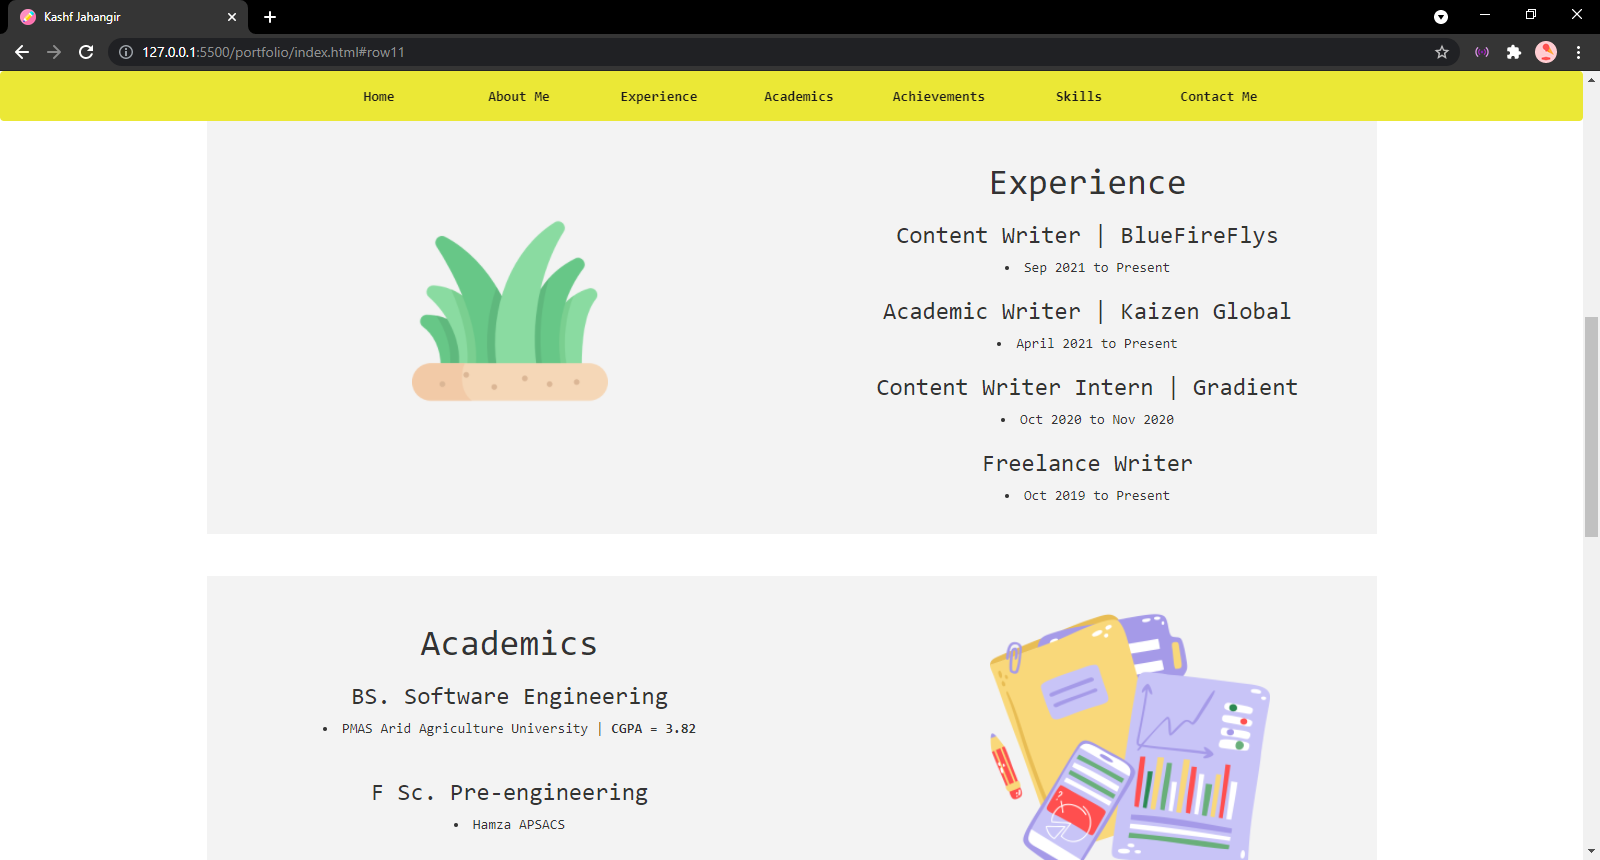 Kashf Jahangir
127.0.0.1:5500/portfolio/index.html#row11
Home About Me Experience Academics Achievements Skills Contact Me
Experience
Content Writer | BlueFireFlys
• Sep 2021 to Present
Academic Writer | Kaizen Global
• April 2021 to Present
Content Writer Intern | Gradient
• Oct 2020 to Nov 2020
Freelance Writer
• Oct 2019 to Present
Academics
BS. Software Engineering
• PMAS Arid Agriculture University | CGPA = 3.82
F Sc. Pre-engineering
• Hamza APSACS